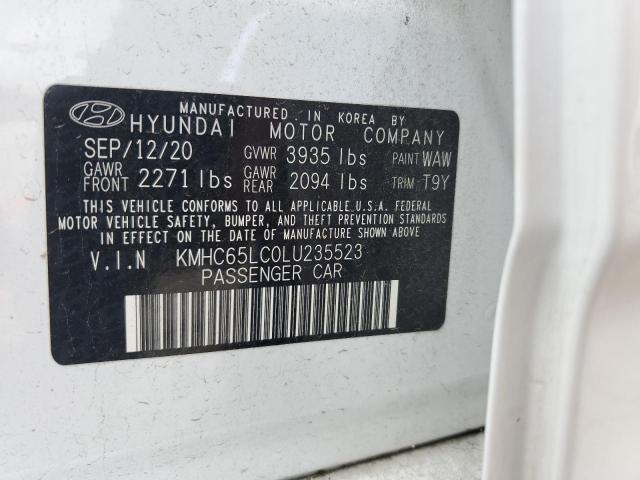 MANUFACTURED IN KOREA BY
HYUNDAI MOTOR COMPANY
SEP/12/20 GVWR 3935 lbs PAINT WAW
GAWR FRONT 2271 lbs GAWR REAR 2094 lbs TRIM T9Y
THIS VEHICLE CONFORMS TO ALL APPLICABLE U.S.A. FEDERAL
MOTOR VEHICLE SAFETY, BUMPER, AND THEFT PREVENTION STANDARDS
IN EFFECT ON THE DATE OF MANUFACTURE SHOWN ABOVE.
V.I.N KMHC65LC0LU235523
PASSENGER CAR